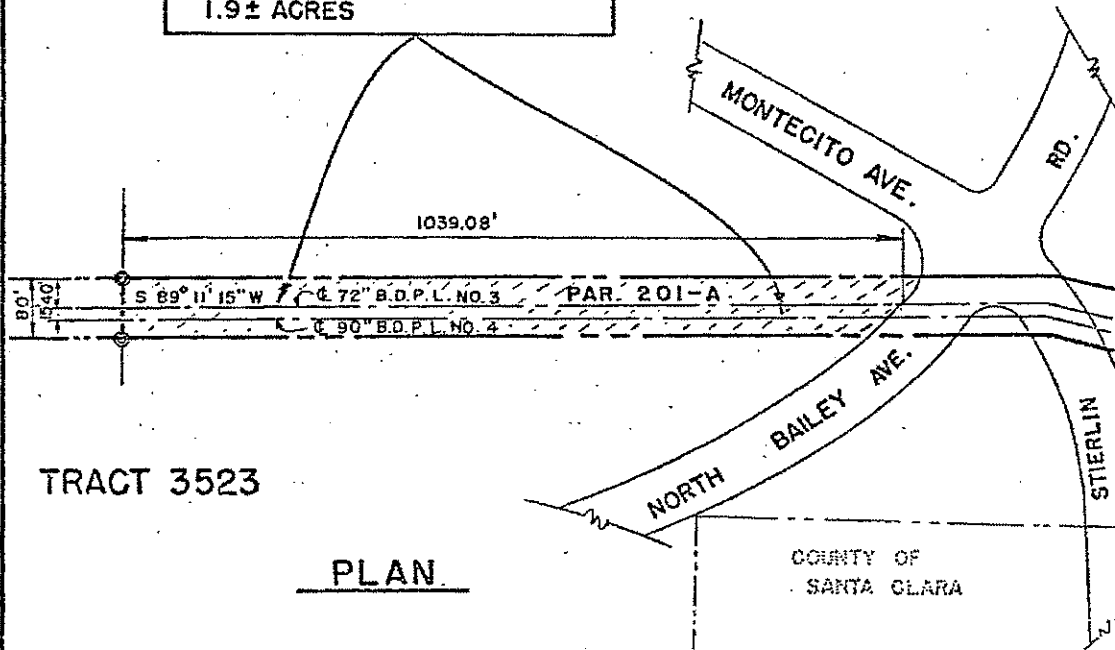 1.9± ACRES
MONTECITO AVE.
RD.
1039.08'
80'
15.40'
S 89° 11' 15" W
℄ 72" B.D.P.L. NO. 3
PAR. 201-A
℄ 90" B.D.P.L. NO. 4
NORTH BAILEY AVE.
STIERLIN
TRACT 3523
PLAN
COUNTY OF
SANTA CLARA